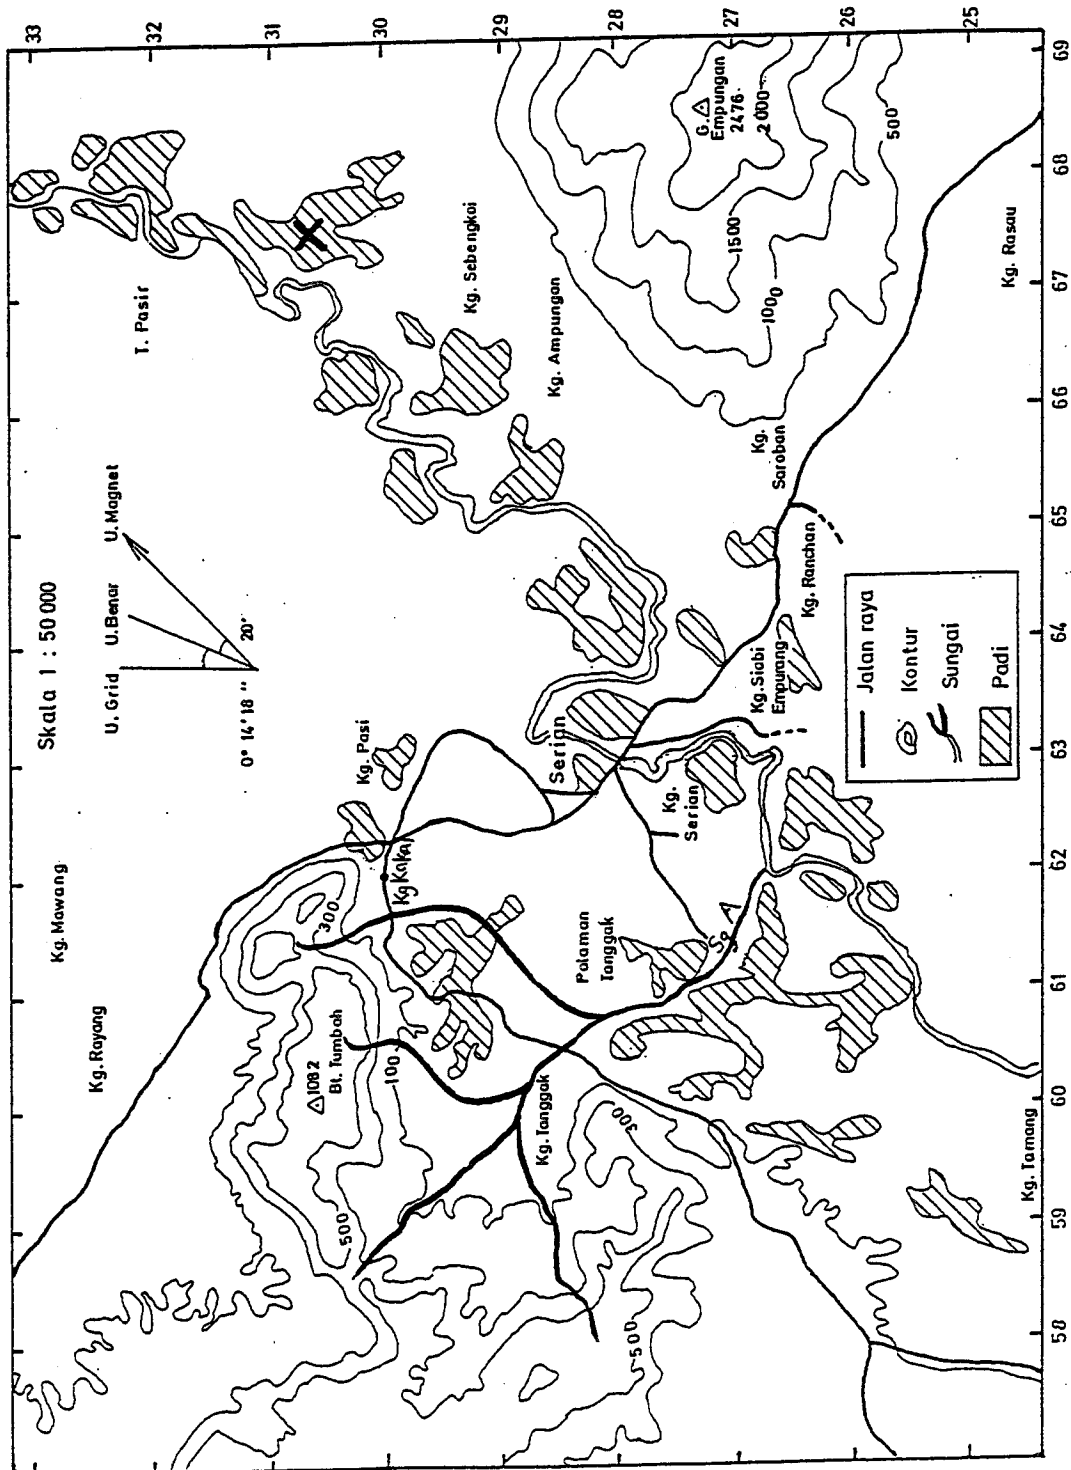 Skala 1 : 50 000
U. Grid
U. Benar
U. Magnet
0° 14' 18"
20'
33
32
31
30
29
28
27
26
25
Kg. Mawang
Kg. Rayang
T. Pasir
Kg. Pasi
300
Kg Kakai
△1082
Bt. Tumbah
500
100
Kg. Sebengkoi
Kg. Ampungan
Kg. Tanggak
Palaman
Tanggak
Serian
300
500
Kg.
Serian
Sg. A
G. △
Empungan
2476
2000
1500
1000
500
Kg. Siabi
Empurang
Kg.
Saraban
Kg. Ranchan
Kg. Rasau
Kg. Tamang
Jalan raya
Kontur
Sungai
Padi
58
59
60
61
62
63
64
65
66
67
68
69